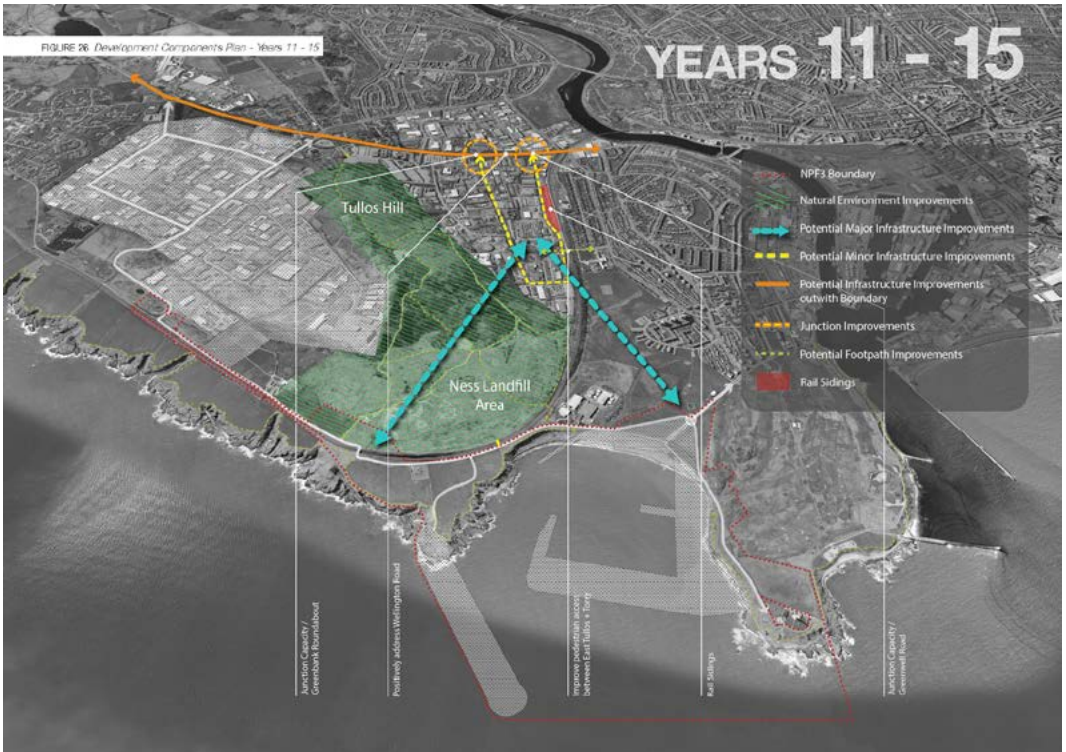 FIGURE 26 Development Components Plan - Years 11 - 15
YEARS 11 - 15
NPF3 Boundary
Natural Environment Improvements
Potential Major Infrastructure Improvements
Potential Minor Infrastructure Improvements
Potential Infrastructure Improvements
outwith Boundary
Junction Improvements
Potential Footpath Improvements
Rail Sidings
Tullos Hill
Ness Landfill
Area
Junction Capacity /
Greenbank Roundabout
Positively address Wellington Road
Improve pedestrian access
between East Tullos + Torry
Rail Sidings
Junction Capacity /
Greenwell Road